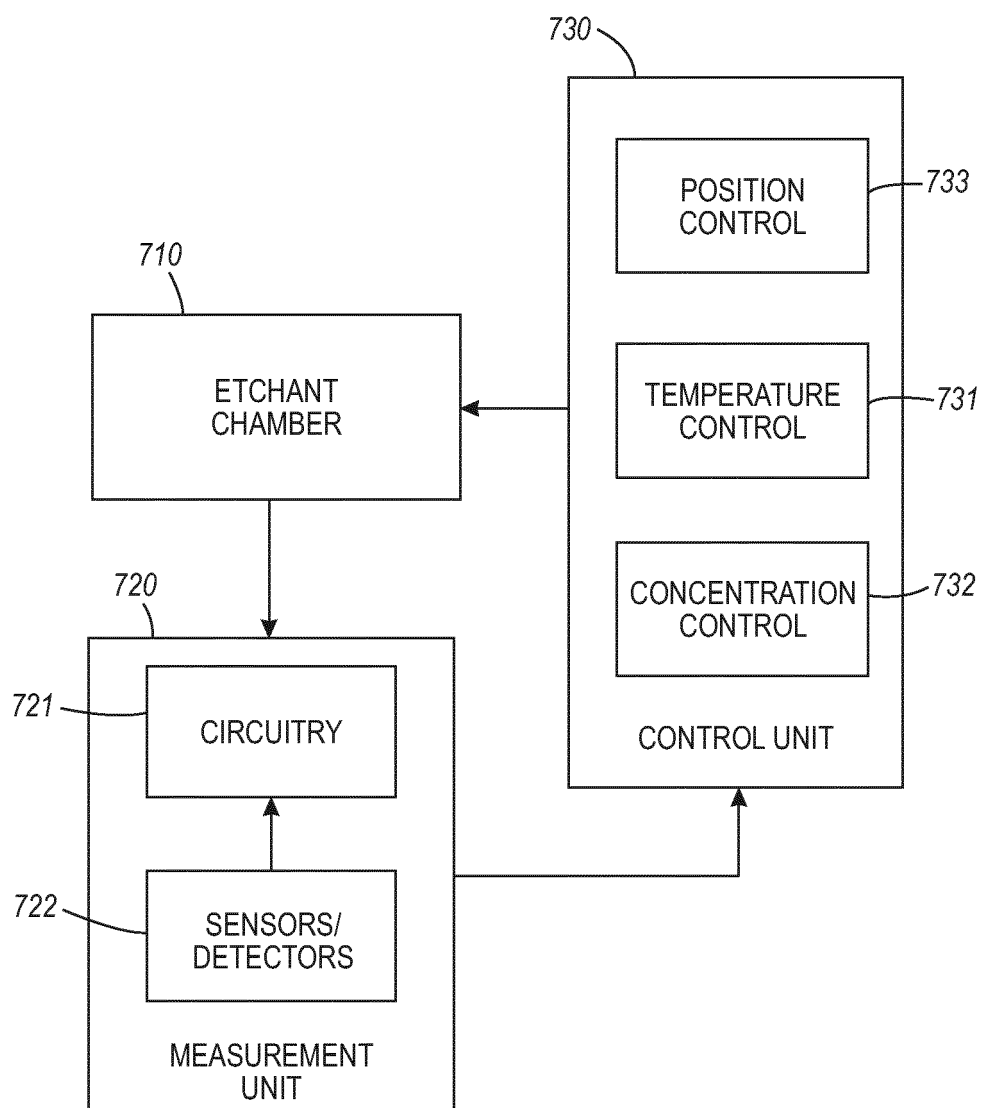 730
POSITION
CONTROL
733
710
ETCHANT
CHAMBER
TEMPERATURE
CONTROL
731
720
CONCENTRATION
CONTROL
732
721
CIRCUITRY
CONTROL UNIT
722
SENSORS/
DETECTORS
MEASUREMENT
UNIT